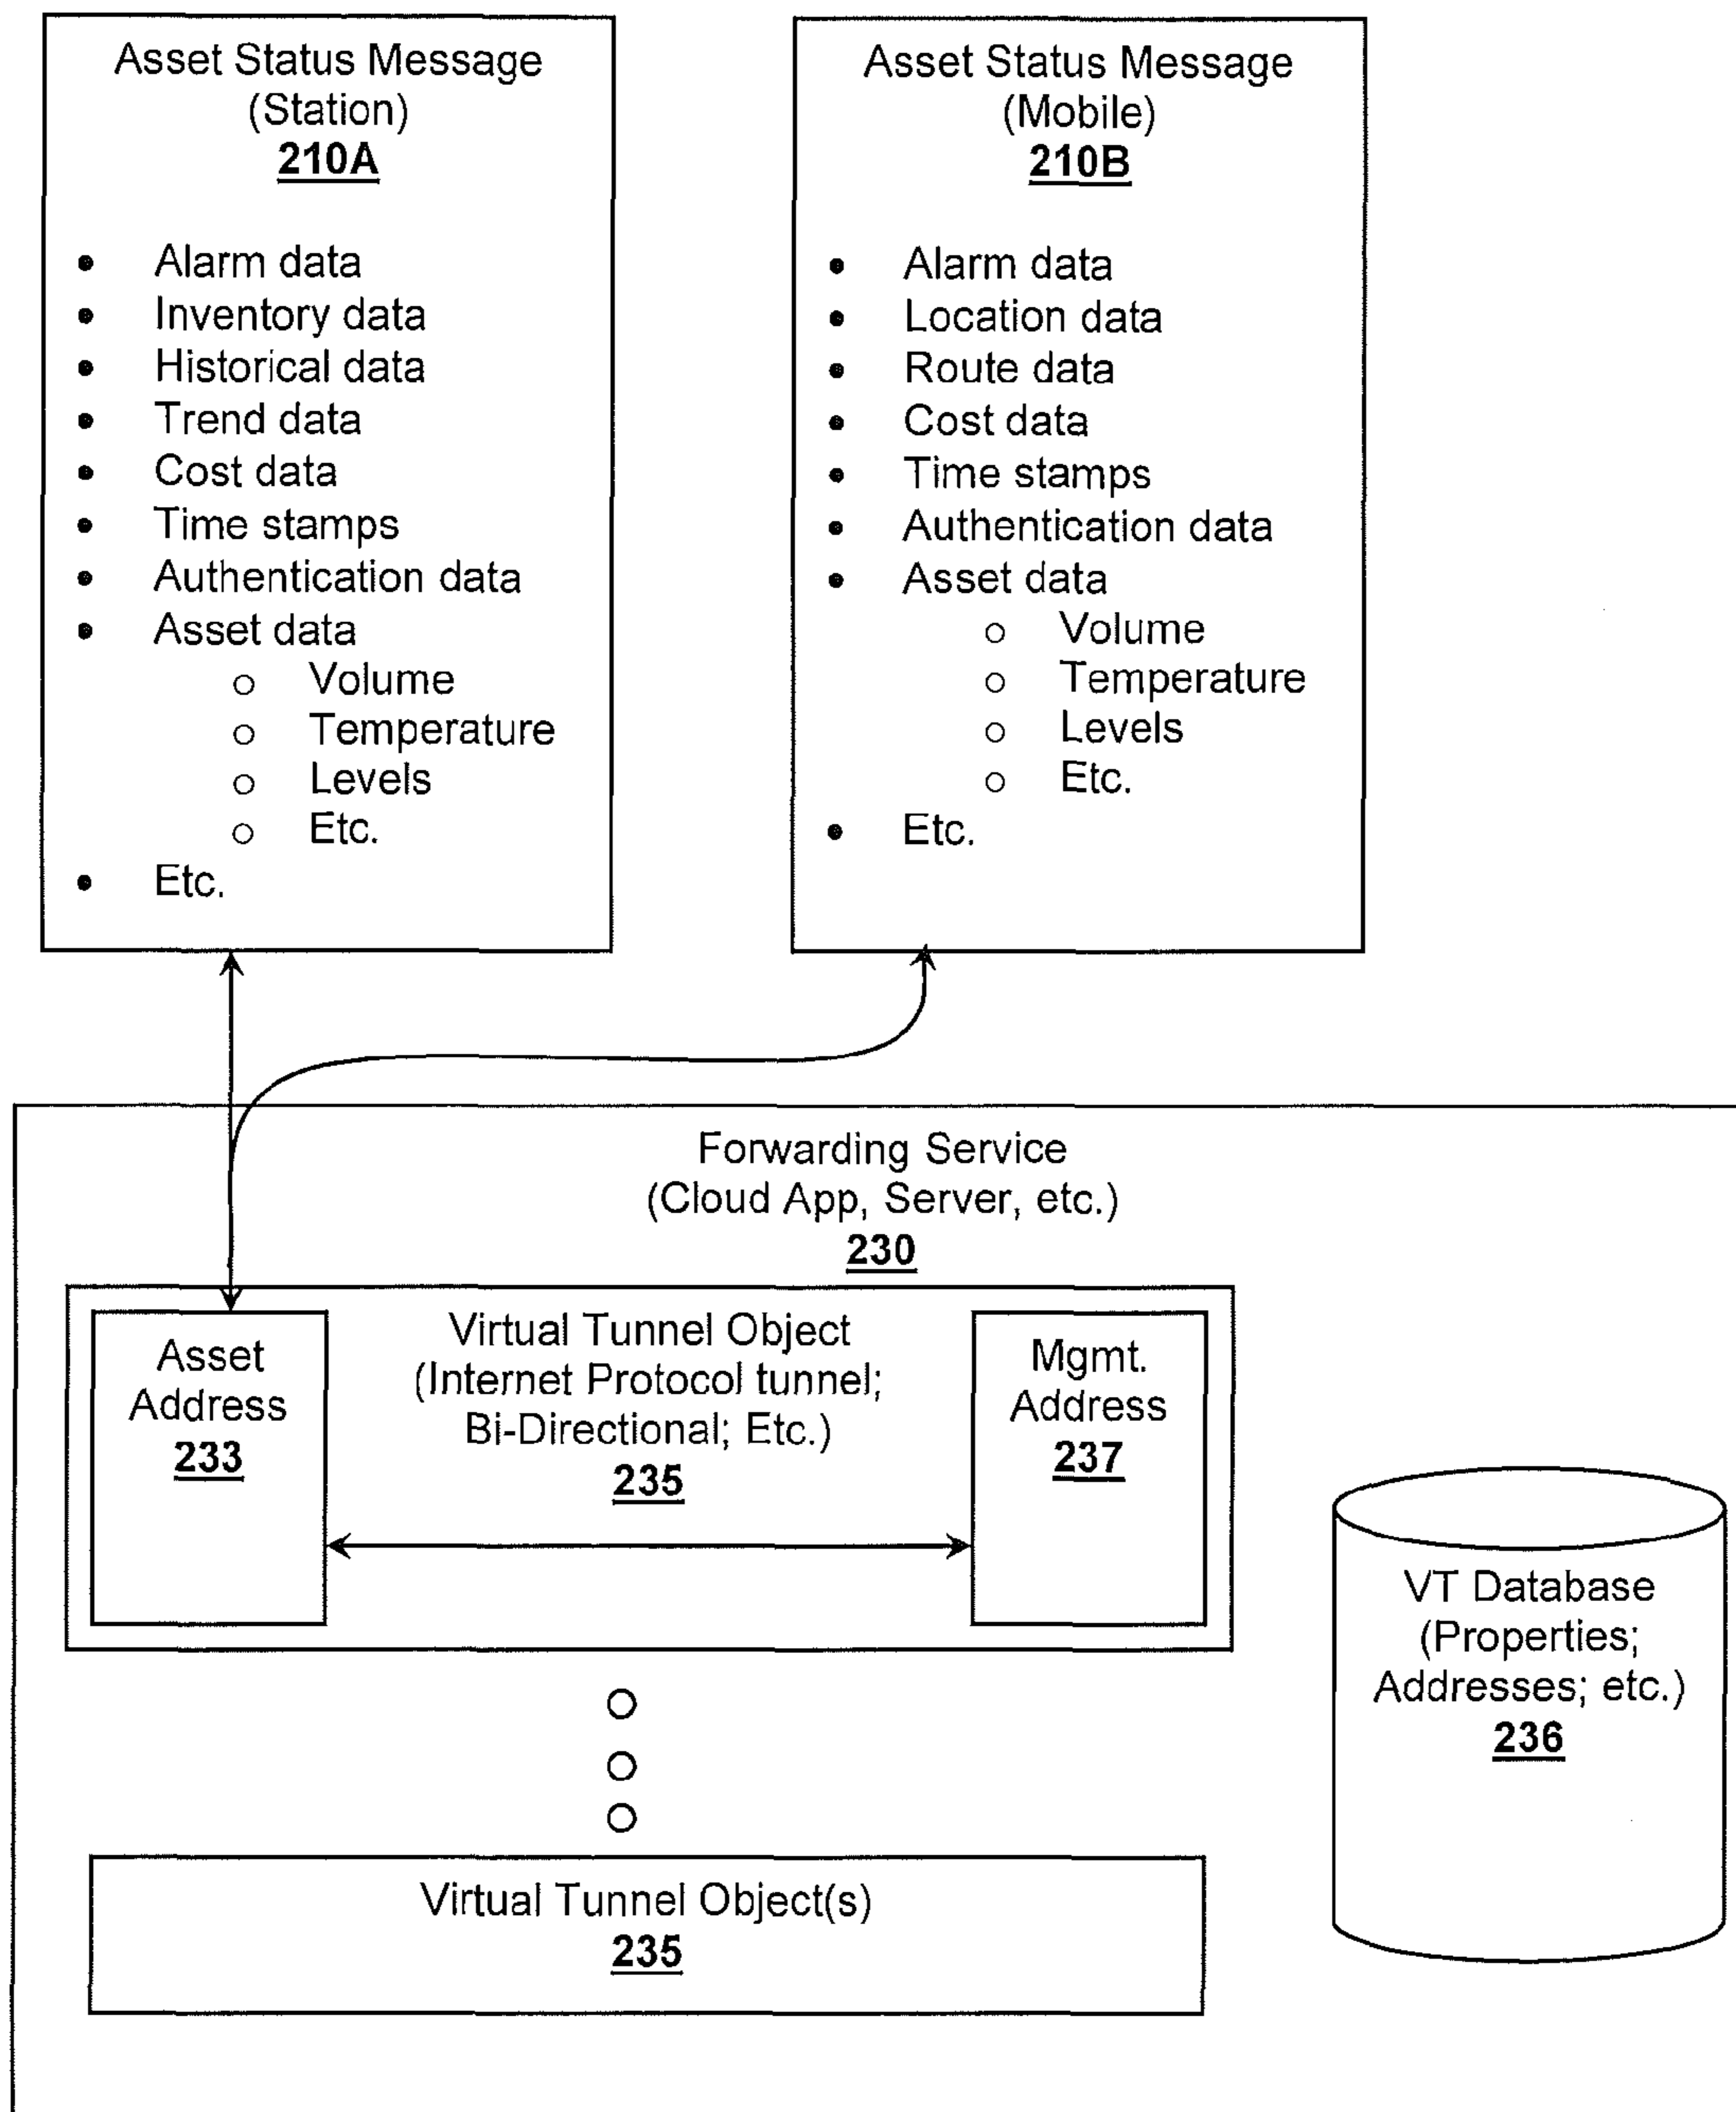 Asset Status Message
(Station)
210A
• Alarm data
• Inventory data
• Historical data
• Trend data
• Cost data
• Time stamps
• Authentication data
• Asset data
○ Volume
○ Temperature
○ Levels
○ Etc.
• Etc.
Asset Status Message
(Mobile)
210B
• Alarm data
• Location data
• Route data
• Cost data
• Time stamps
• Authentication data
• Asset data
○ Volume
○ Temperature
○ Levels
○ Etc.
• Etc.
Forwarding Service
(Cloud App, Server, etc.)
230
Asset
Address
233
Virtual Tunnel Object
(Internet Protocol tunnel;
Bi-Directional; Etc.)
235
Mgmt.
Address
237
VT Database
(Properties;
Addresses; etc.)
236
Virtual Tunnel Object(s)
235